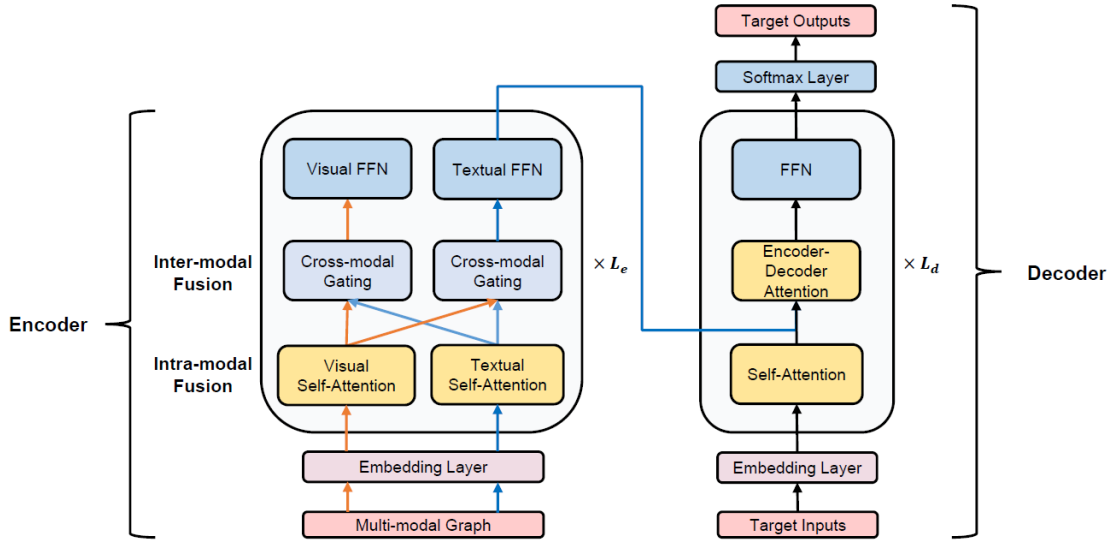 Target Outputs
Softmax Layer
Visual FFN
Textual FFN
FFN
Inter-modal
Fusion
Cross-modal
Gating
Cross-modal
Gating
× L_e
Encoder-
Decoder
Attention
× L_d
Decoder
Encoder
Intra-modal
Fusion
Visual
Self-Attention
Textual
Self-Attention
Self-Attention
Embedding Layer
Embedding Layer
Multi-modal Graph
Target Inputs